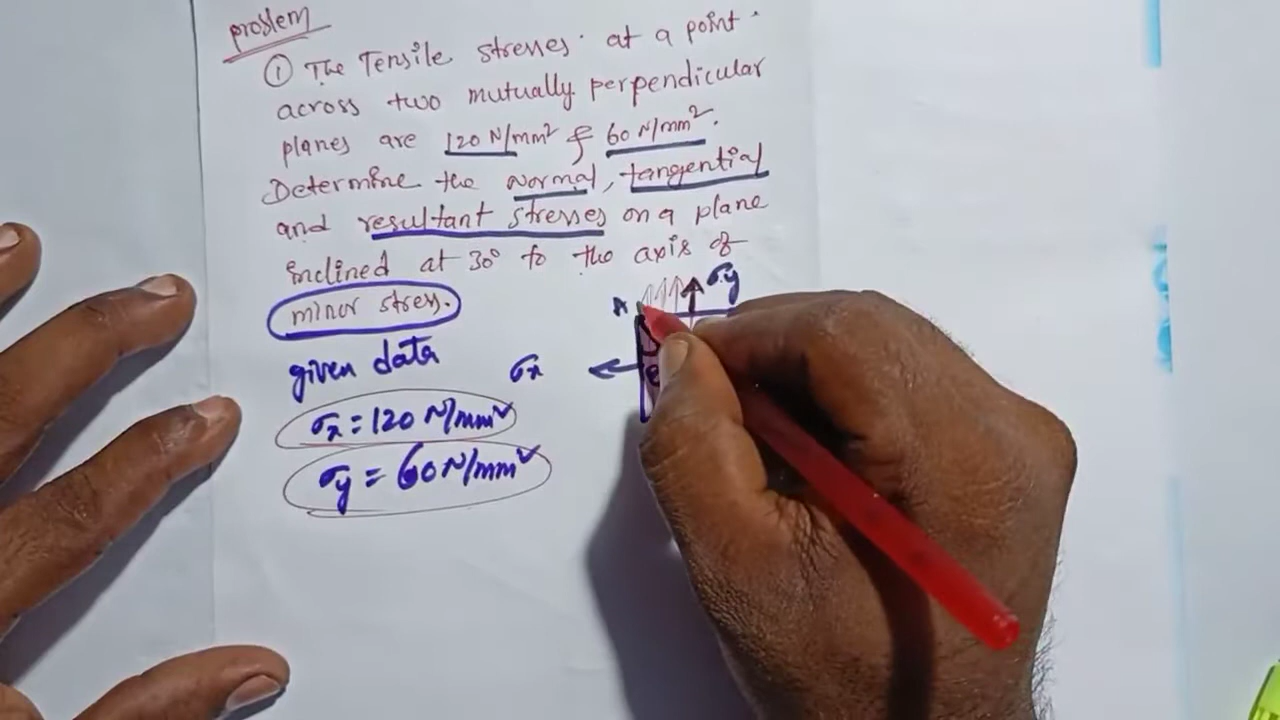 problem
① The Tensile stresses at a point
across two mutually perpendicular
planes are 120 N/mm² & 60 N/mm².
Determine the normal, tangential
and resultant stresses on a plane
inclined at 30° to the axis of
minor stress.
given data
σx = 120 N/mm²
σy = 60 N/mm²
σy
A
σx
θ